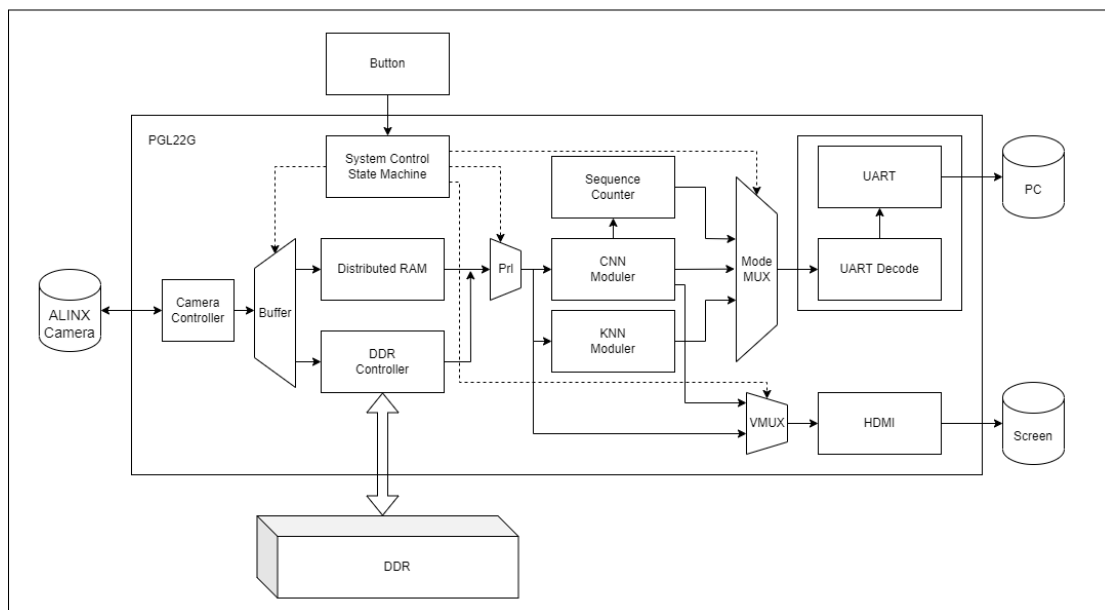 Button
PGL22G
System Control
State Machine
Sequence
Counter
UART
PC
Distributed RAM
Prl
CNN
Moduler
Mode
MUX
UART Decode
ALINX
Camera
Camera
Controller
Buffer
DDR
Controller
KNN
Moduler
VMUX
HDMI
Screen
DDR